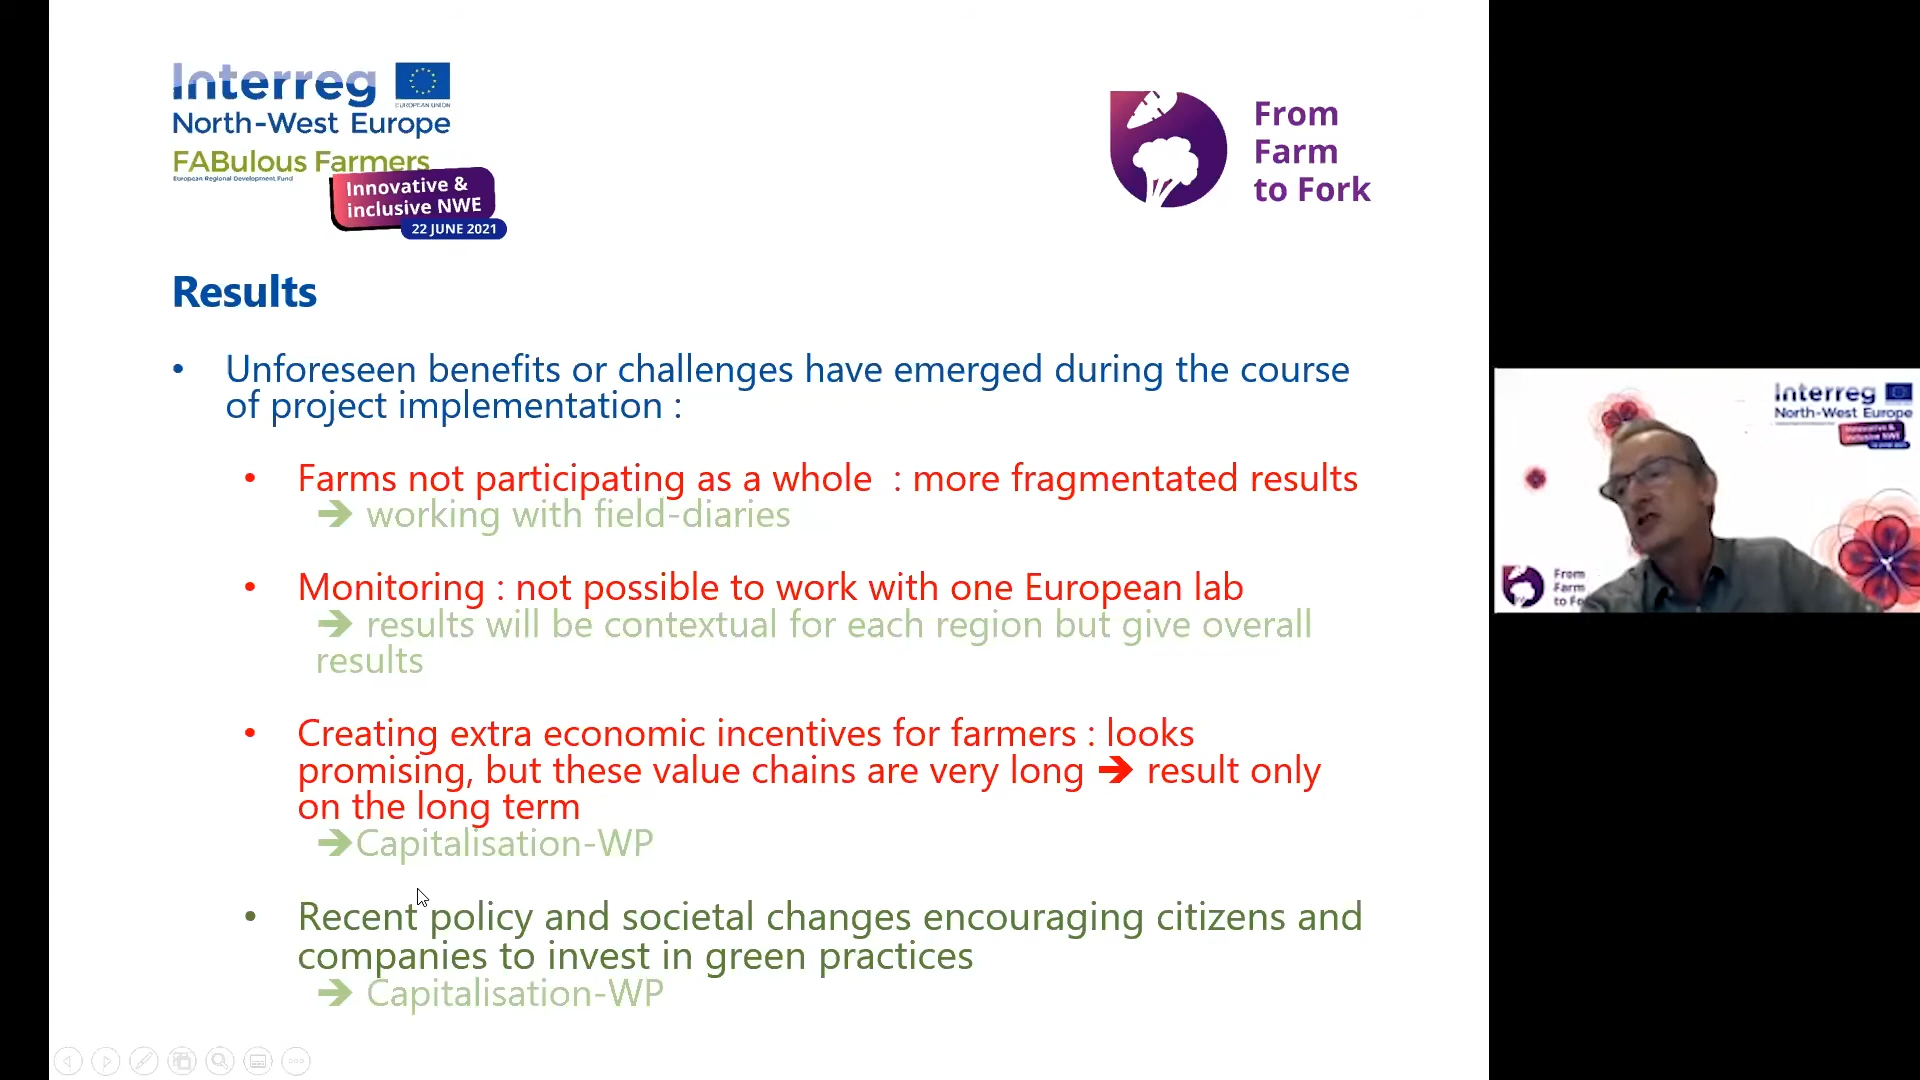 Interreg
EUROPEAN UNION
North-West Europe
FABulous Farmers
European Regional Development Fund
Innovative &
inclusive NWE
22 JUNE 2021
From
Farm
to Fork
Results
• Unforeseen benefits or challenges have emerged during the course
of project implementation :
• Farms not participating as a whole : more fragmentated results
➔ working with field-diaries
• Monitoring : not possible to work with one European lab
➔ results will be contextual for each region but give overall
results
• Creating extra economic incentives for farmers : looks
promising, but these value chains are very long ➔ result only
on the long term
➔Capitalisation-WP
• Recent policy and societal changes encouraging citizens and
companies to invest in green practices
➔ Capitalisation-WP
Interreg
North-West Europe
Innovative &
inclusive NWE
From
Farm
to Fo